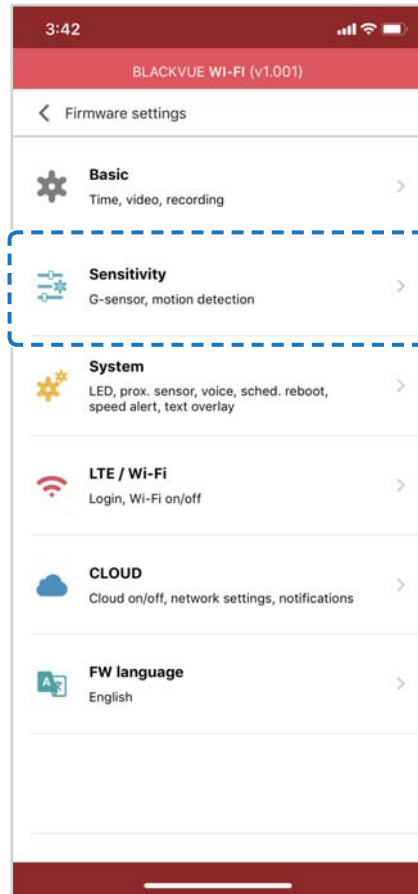 3:42
BLACKVUE WI-FI (v1.001)
Firmware settings
Basic
Time, video, recording
Sensitivity
G-sensor, motion detection
System
LED, prox. sensor, voice, sched. reboot,
speed alert, text overlay
LTE / Wi-Fi
Login, Wi-Fi on/off
CLOUD
Cloud on/off, network settings, notifications
A
FW language
English